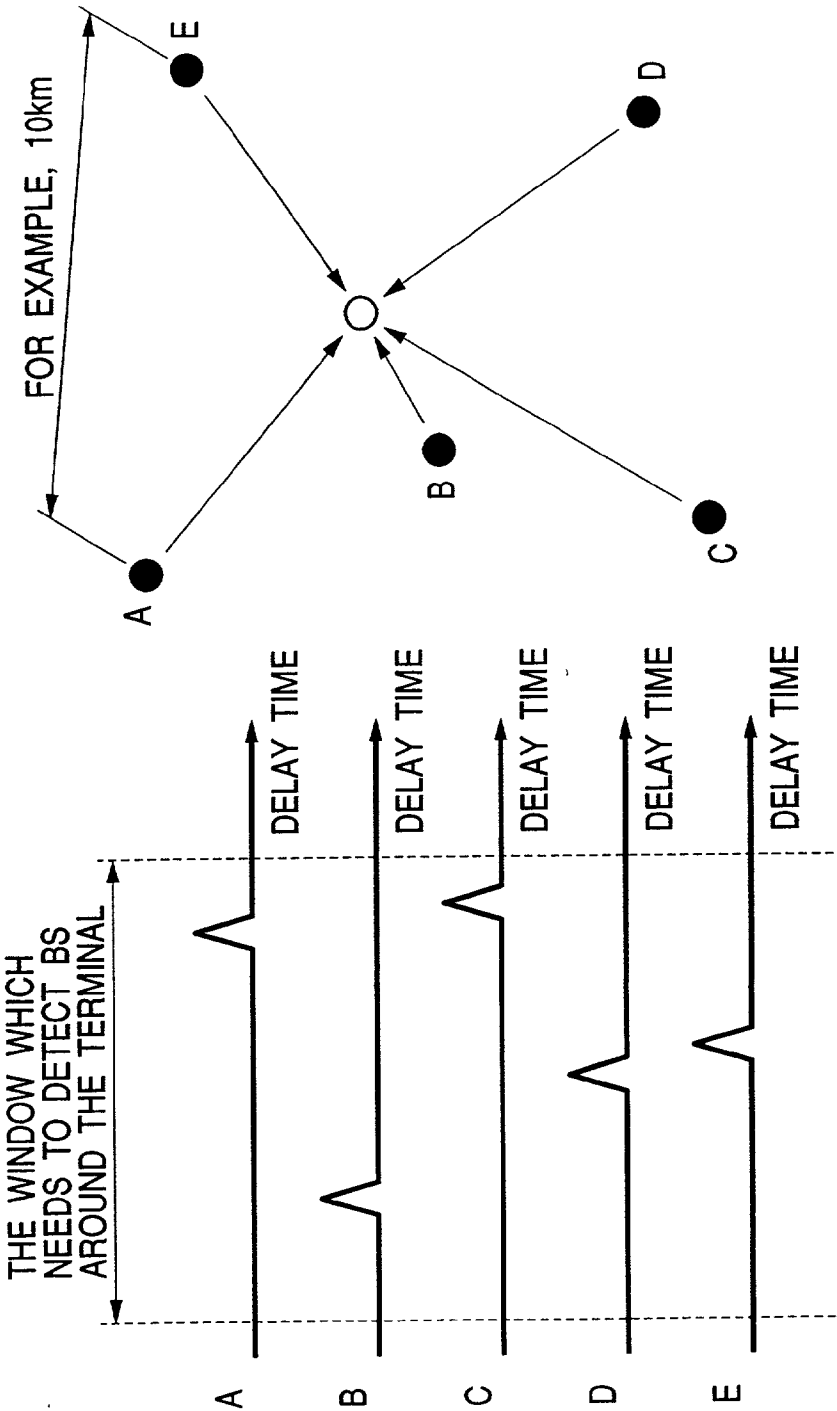 THE WINDOW WHICH
NEEDS TO DETECT BS
AROUND THE TERMINAL
A
DELAY TIME
B
DELAY TIME
C
DELAY TIME
D
DELAY TIME
E
DELAY TIME
FOR EXAMPLE, 10km
A
E
B
C
D